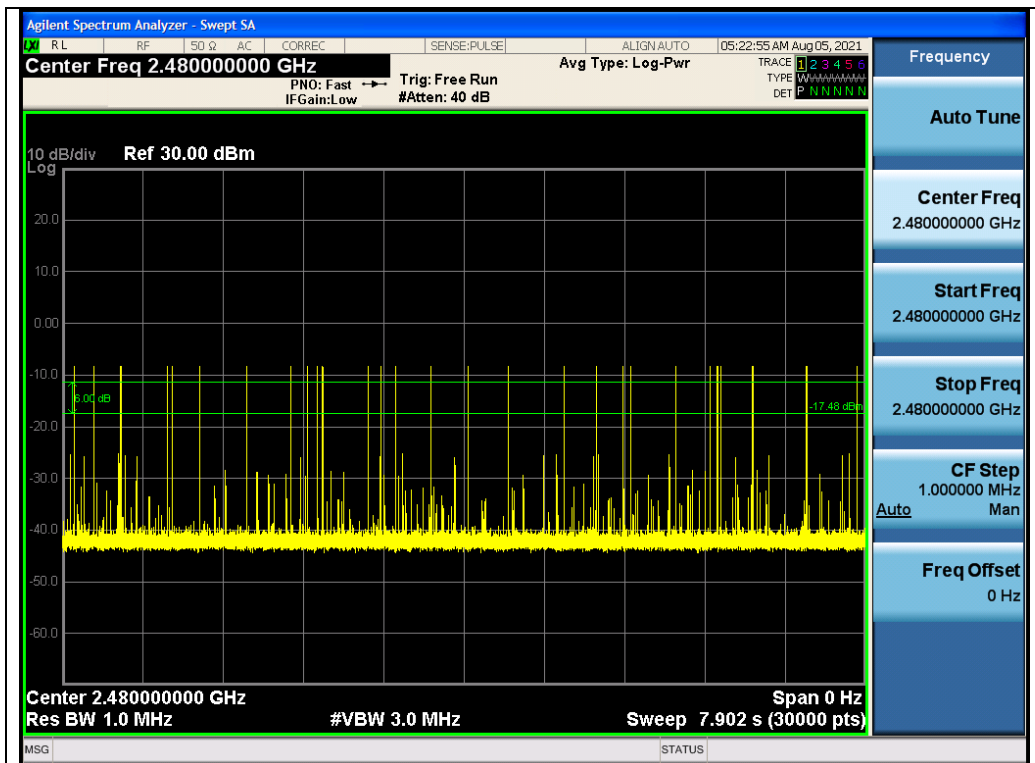 Agilent Spectrum Analyzer - Swept SA
LXI RL RF 50 Ω AC CORREC SENSE:PULSE ALIGN AUTO 05:22:55 AM Aug 05, 2021
Center Freq 2.480000000 GHz
PNO: Fast
IFGain:Low
Trig: Free Run
#Atten: 40 dB
Avg Type: Log-Pwr
TRACE 1 2 3 4 5 6
TYPE
DET P N N N N N
10 dB/div Ref 30.00 dBm
Log
20.0
10.0
0.00
-10.0
6.00 dB
-17.48 dBm
-20.0
-30.0
-40.0
-50.0
-60.0
Center 2.480000000 GHz Span 0 Hz
Res BW 1.0 MHz #VBW 3.0 MHz Sweep 7.902 s (30000 pts)
MSG STATUS
Frequency
Auto Tune
Center Freq
2.480000000 GHz
Start Freq
2.480000000 GHz
Stop Freq
2.480000000 GHz
CF Step
1.000000 MHz
Auto Man
Freq Offset
0 Hz